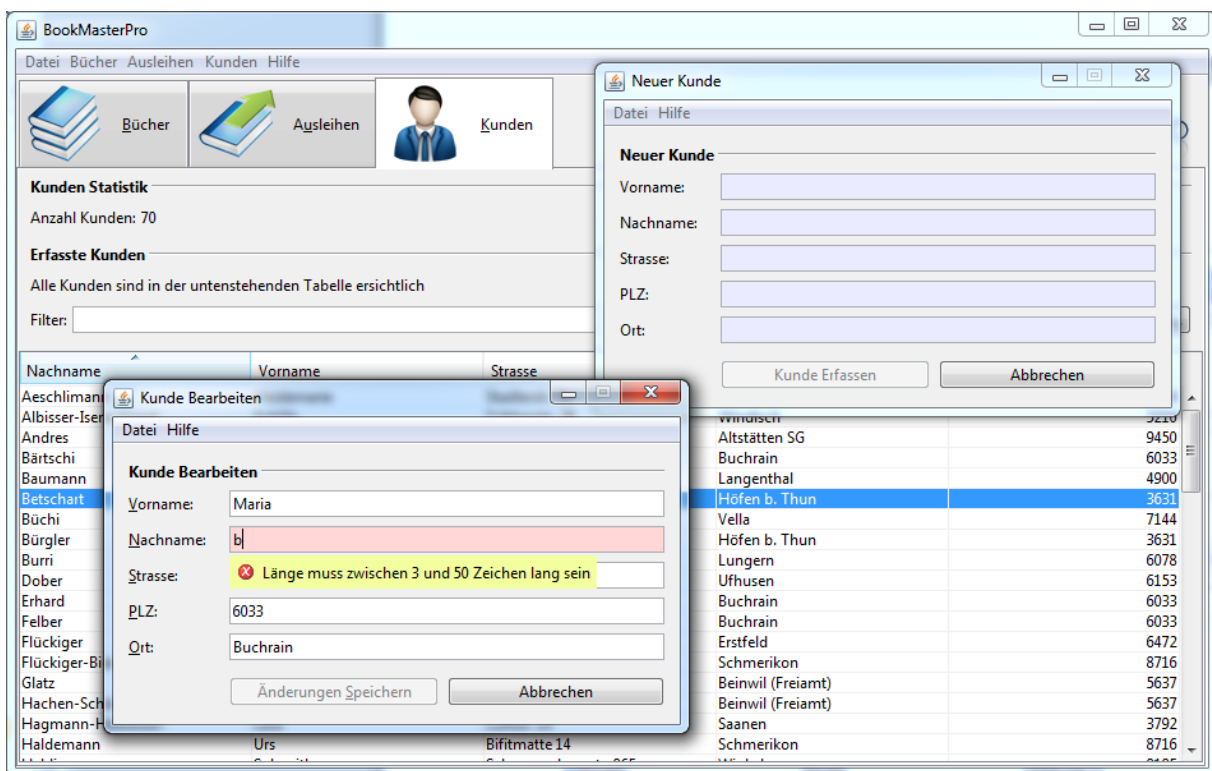 BookMasterPro
Datei Bücher Ausleihen Kunden Hilfe
Bücher
Ausleihen
Kunden
Kunden Statistik
Anzahl Kunden: 70
Erfasste Kunden
Alle Kunden sind in der untenstehenden Tabelle ersichtlich
Filter:
Neuer Kunde
Datei Hilfe
Neuer Kunde
Vorname:
Nachname:
Strasse:
PLZ:
Ort:
Kunde Erfassen Abbrechen
Nachname Vorname Strasse
Kunde Bearbeiten
Datei Hilfe
Kunde Bearbeiten
Vorname: Maria
Nachname: b
Strasse:
Länge muss zwischen 3 und 50 Zeichen lang sein
PLZ: 6033
Ort: Buchrain
Änderungen Speichern Abbrechen
Andres Altstätten SG 9450
Bärtschi Buchrain 6033
Baumann Langenthal 4900
Betschart Höfen b. Thun 3631
Büchi Vella 7144
Bürgler Höfen b. Thun 3631
Burri Lungern 6078
Dober Ufhusen 6153
Erhard Buchrain 6033
Felber Buchrain 6033
Flückiger Erstfeld 6472
Flückiger-Bi Schmerikon 8716
Glatz Beinwil (Freiamt) 5637
Hachen-Sch Beinwil (Freiamt) 5637
Hagmann-H Saanen 3792
Haldemann Urs Bifitmatte 14 Schmerikon 8716